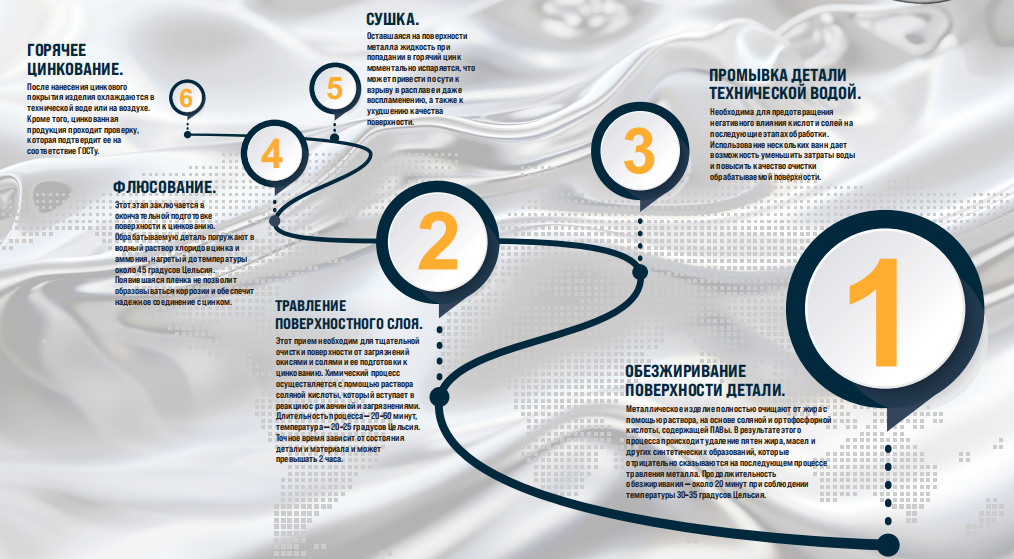 СУШКА.
Оставшаяся на поверхности
металла жидкость при
попадании в горячий цинк
моментально испаряется, что
может привести по сути к
взрыву в расплаве и даже
воспламенению, а также к
ухудшению качества
поверхности.
5
ГОРЯЧЕЕ
ЦИНКОВАНИЕ.
После нанесения цинкового
покрытия изделия охлаждаются в
технической воде или на воздухе.
Кроме того, цинкованная
продукция проходит проверку,
которая подтвердит ее на
соответствие ГОСТу.
6
ПРОМЫВКА ДЕТАЛИ
ТЕХНИЧЕСКОЙ ВОДОЙ.
Необходима для предотвращения
негативного влияния кислот и солей на
последующие этапах обработки.
Использование нескольких ванн дает
возможность уменьшить затраты воды
и повысить качество очистки
обрабатываемой поверхности.
3
4
ФЛЮСОВАНИЕ.
Этот этап заключается в
окончательной подготовке
поверхности к цинкованию.
Обрабатываемую деталь погружают в
водный раствор хлоридов цинка и
аммония, нагретый до температуры
около 45 градусов Цельсия.
Появившаяся пленка не позволит
образовываться коррозии и обеспечит
надежное соединение с цинком.
2
ТРАВЛЕНИЕ
ПОВЕРХНОСТНОГО СЛОЯ.
Этот прием необходим для тщательной
очистки поверхности от загрязнений
окисями и солями и ее подготовки к
цинкованию. Химический процесс
осуществляется с помощью раствора
соляной кислоты, который вступает в
реакцию с ржавчиной и загрязнениями.
Длительность процесса – 20-60 минут,
температура – 20-25 градусов Цельсия.
Точное время зависит от состояния
детали и материала и может
превышать 2 часа.
1
ОБЕЗЖИРИВАНИЕ
ПОВЕРХНОСТИ ДЕТАЛИ.
Металлическое изделие полностью очищают от жира с
помощью раствора, на основе соляной и ортофосфорной
кислоты, содержащей ПАВы. В результате этого
процесса происходит удаление пятен жира, масел и
других синтетических образований, которые
отрицательно сказываются на последующем процессе
травления металла. Продолжительность
обезжиривания – около 20 минут при соблюдении
температуры 30-35 градусов Цельсия.